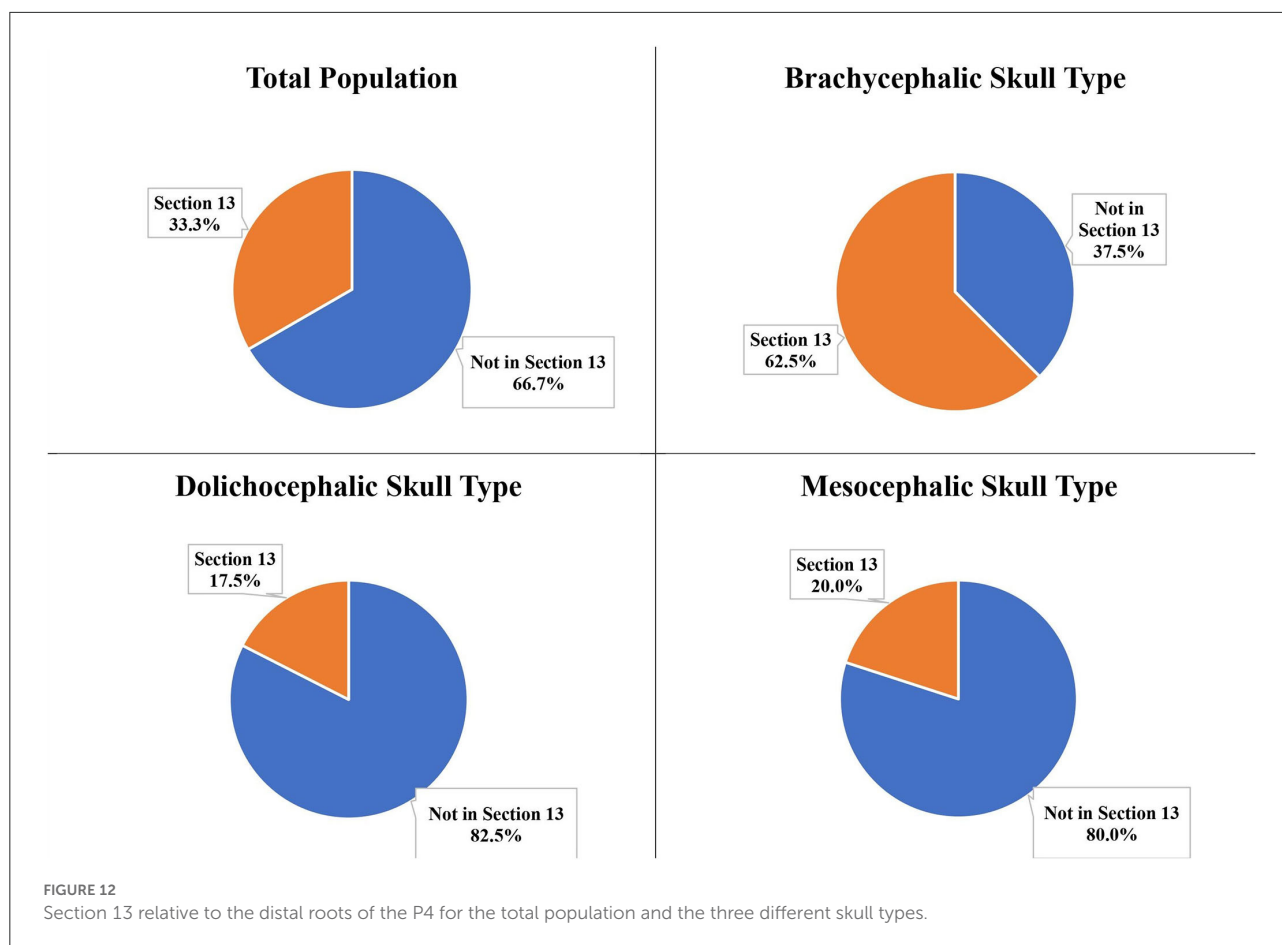 Total Population
Section 13
33.3%
Not in Section 13
66.7%
Brachycephalic Skull Type
Not in
Section 13
37.5%
Section 13
62.5%
Dolichocephalic Skull Type
Section 13
17.5%
Not in Section 13
82.5%
Mesocephalic Skull Type
Section 13
20.0%
Not in Section 13
80.0%
FIGURE 12
Section 13 relative to the distal roots of the P4 for the total population and the three different skull types.